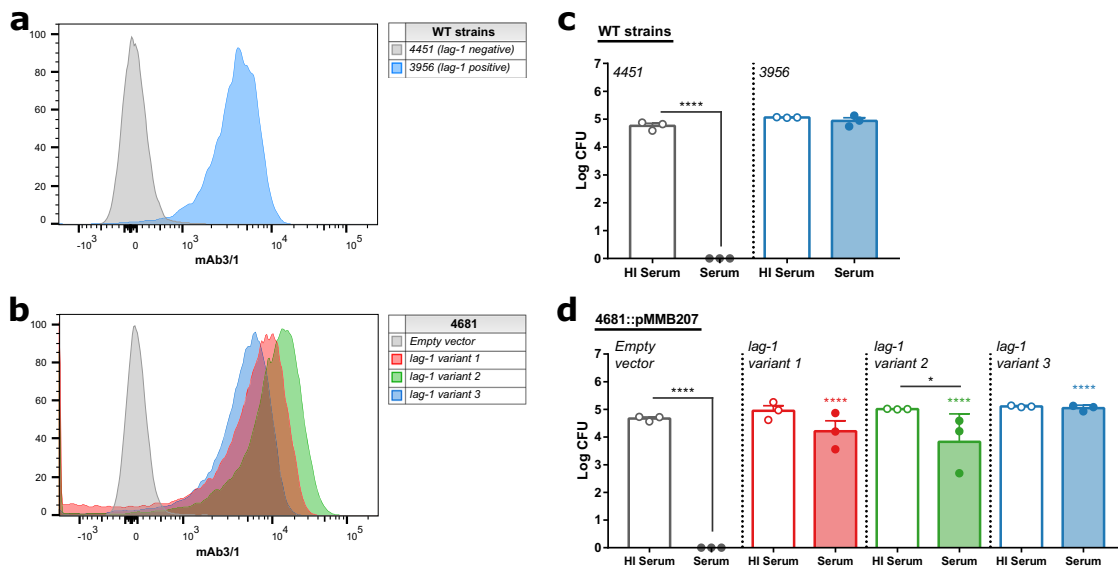 a
WT strains
4451 (lag-1 negative)
3956 (lag-1 positive)
100
80
60
40
20
0
-10³ 0 10³ 10⁴ 10⁵
mAb3/1
b
4681
Empty vector
lag-1 variant 1
lag-1 variant 2
lag-1 variant 3
100
80
60
40
20
0
-10³ 0 10³ 10⁴ 10⁵
mAb3/1
c
WT strains
4451
3956
****
Log CFU
7
6
5
4
3
2
1
0
HI Serum Serum HI Serum Serum
d
4681::pMMB207
Empty vector
lag-1 variant 1
lag-1 variant 2
lag-1 variant 3
****
****
*
****
****
Log CFU
7
6
5
4
3
2
1
0
HI Serum Serum HI Serum Serum HI Serum Serum HI Serum Serum